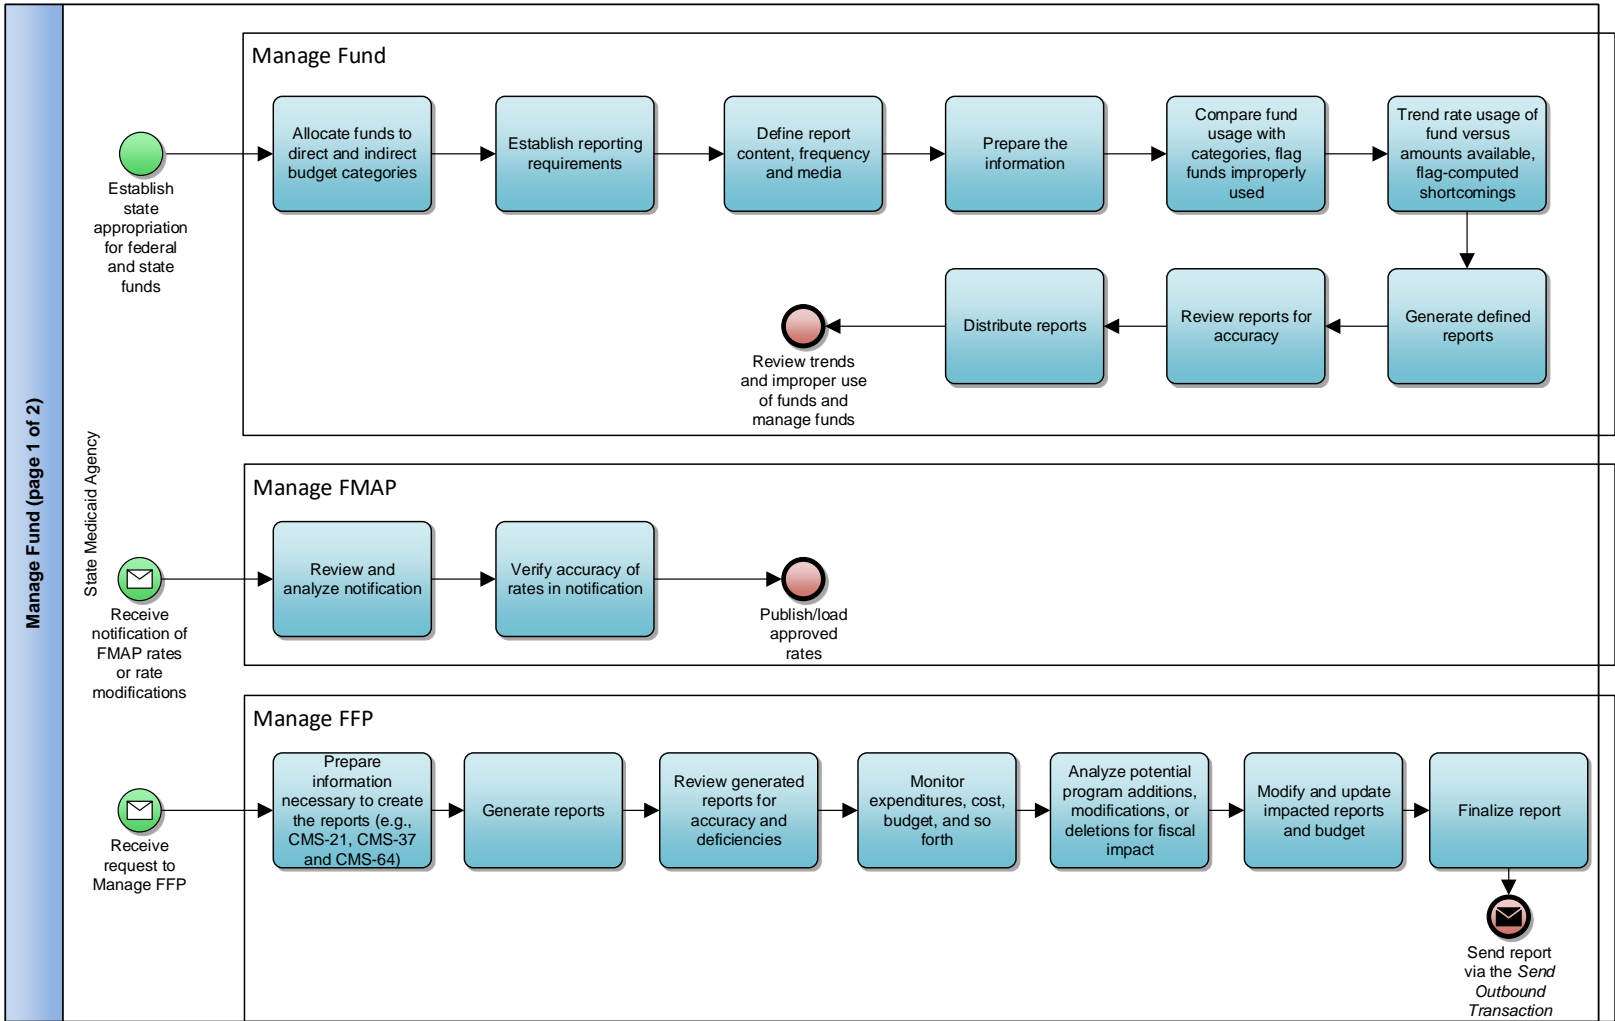 Manage Fund (page 1 of 2)
State Medicaid Agency
Manage Fund
Establish
state
appropriation
for federal
and state
funds
Allocate funds to
direct and indirect
budget categories
Establish reporting
requirements
Define report
content, frequency
and media
Prepare the
information
Compare fund
usage with
categories, flag
funds improperly
used
Trend rate usage of
fund versus
amounts available,
flag-computed
shortcomings
Generate defined
reports
Review reports for
accuracy
Distribute reports
Review trends
and improper use
of funds and
manage funds
Manage FMAP
Receive
notification of
FMAP rates
or rate
modifications
Review and
analyze notification
Verify accuracy of
rates in notification
Publish/load
approved
rates
Manage FFP
Receive
request to
Manage FFP
Prepare
information
necessary to create
the reports (e.g.,
CMS-21, CMS-37
and CMS-64)
Generate reports
Review generated
reports for
accuracy and
deficiencies
Monitor
expenditures, cost,
budget, and so
forth
Analyze potential
program additions,
modifications, or
deletions for fiscal
impact
Modify and update
impacted reports
and budget
Finalize report
Send report
via the Send
Outbound
Transaction